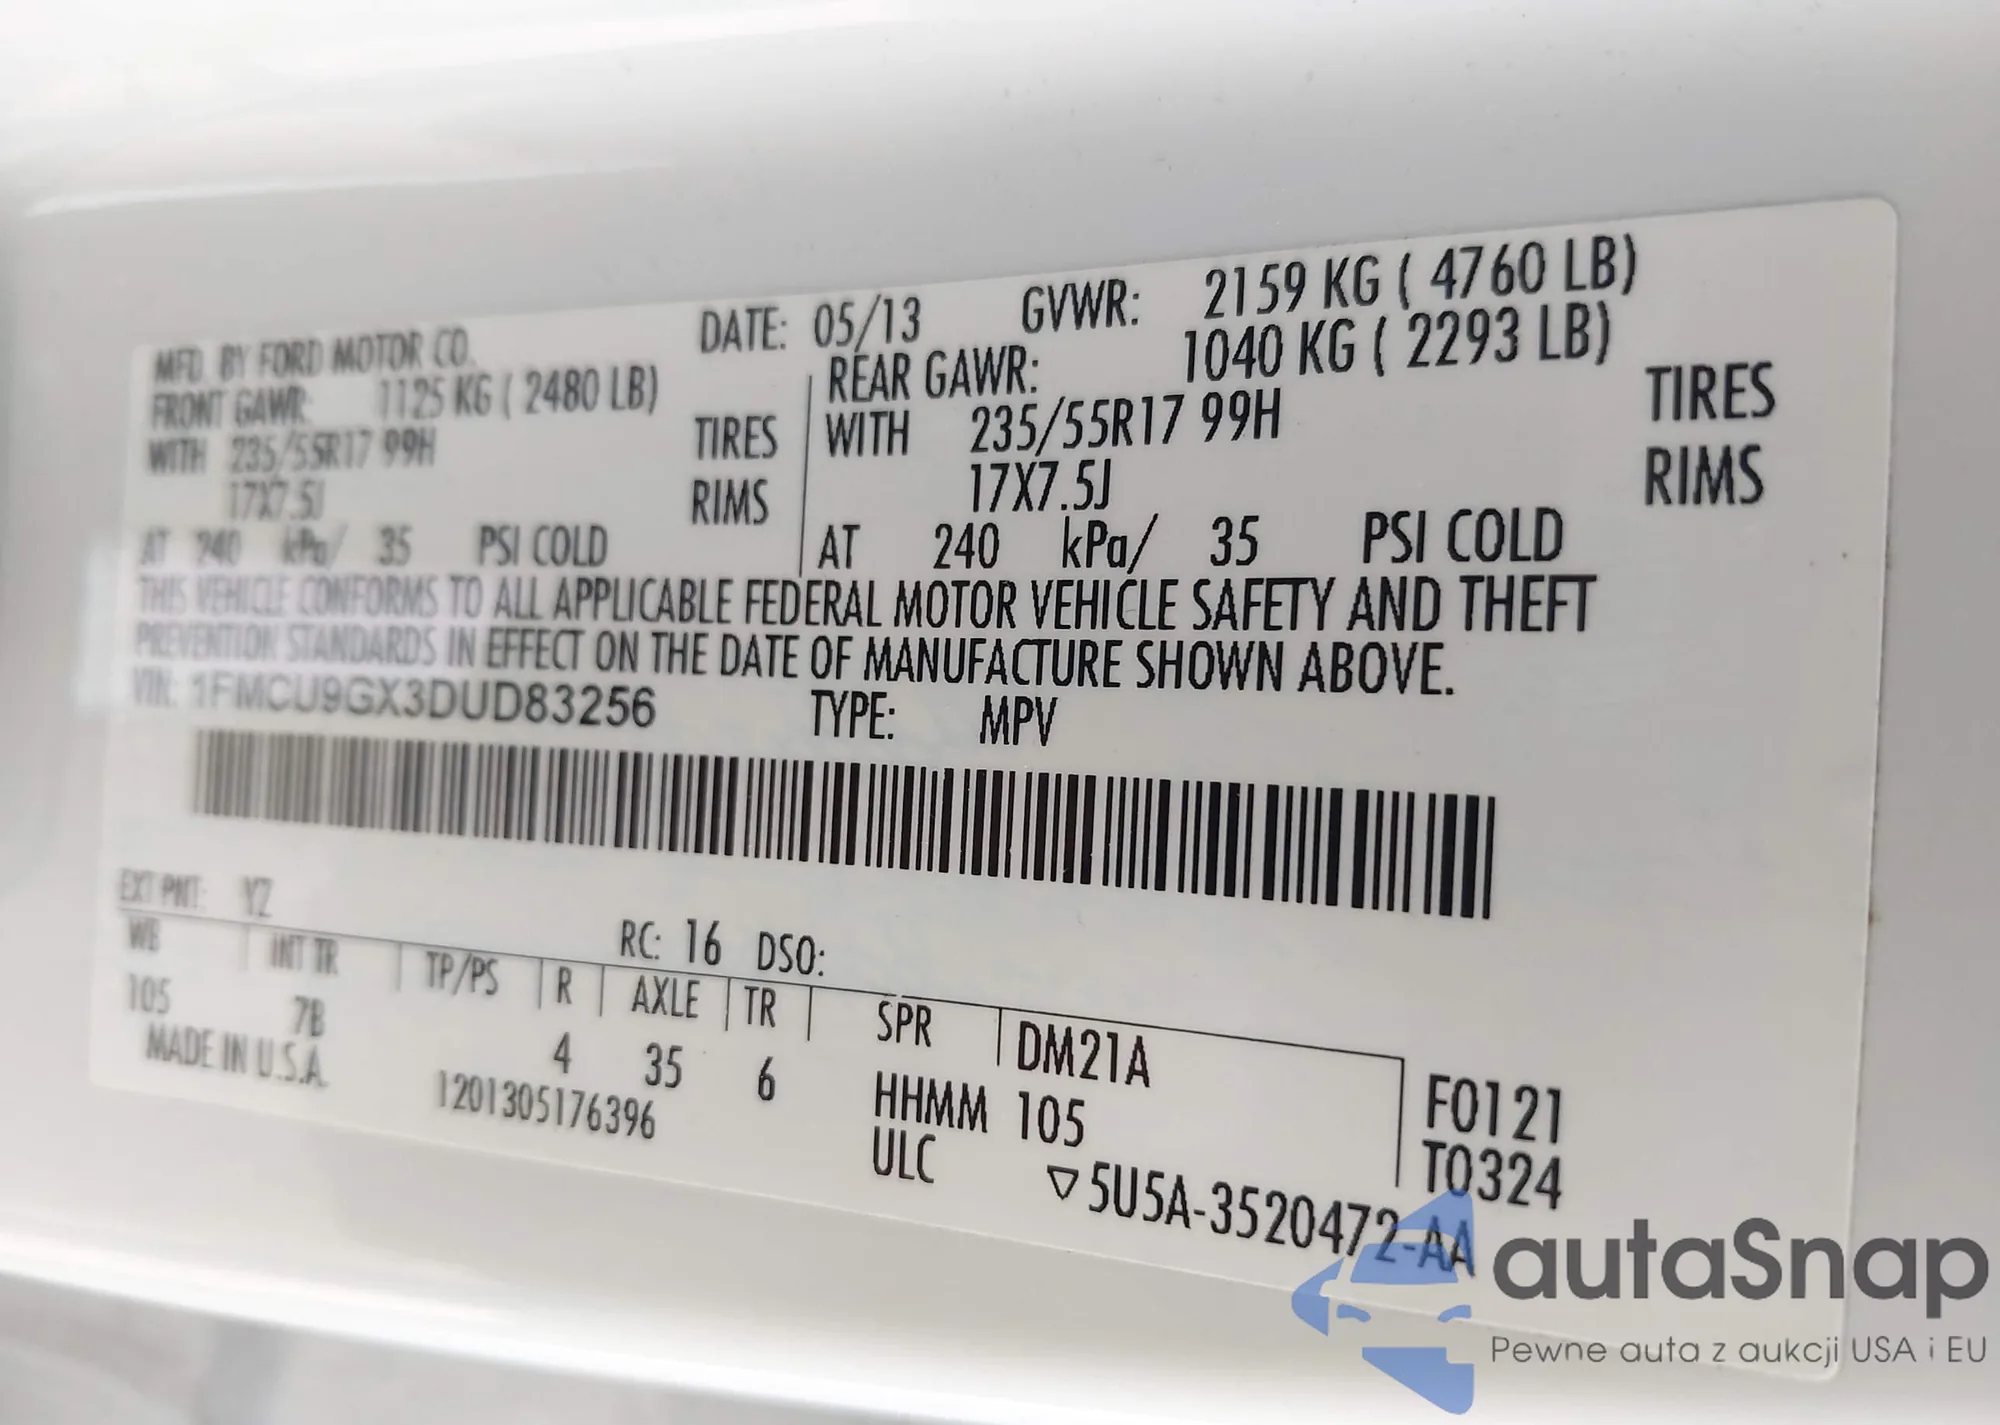 MFD. BY FORD MOTOR CO. DATE: 05/13 GVWR: 2159 KG ( 4760 LB)
FRONT GAWR: 1125 KG ( 2480 LB) REAR GAWR: 1040 KG ( 2293 LB)
WITH 235/55R17 99H TIRES WITH 235/55R17 99H TIRES
17X7.5J RIMS 17X7.5J RIMS
AT 240 kPa/ 35 PSI COLD AT 240 kPa/ 35 PSI COLD
THIS VEHICLE CONFORMS TO ALL APPLICABLE FEDERAL MOTOR VEHICLE SAFETY AND THEFT
PREVENTION STANDARDS IN EFFECT ON THE DATE OF MANUFACTURE SHOWN ABOVE.
VIN: 1FMCU9GX3DUD83256 TYPE: MPV
EXT PNT: YZ RC: 16 DSO:
WB INT TR TP/PS R AXLE TR SPR DM21A F0121
105 7B 4 35 6 HHMM 105 T0324
MADE IN U.S.A. 1201305176396 ULC ▽5U5A-3520472-AA
autaSnap
Pewne auta z aukcji USA i EU